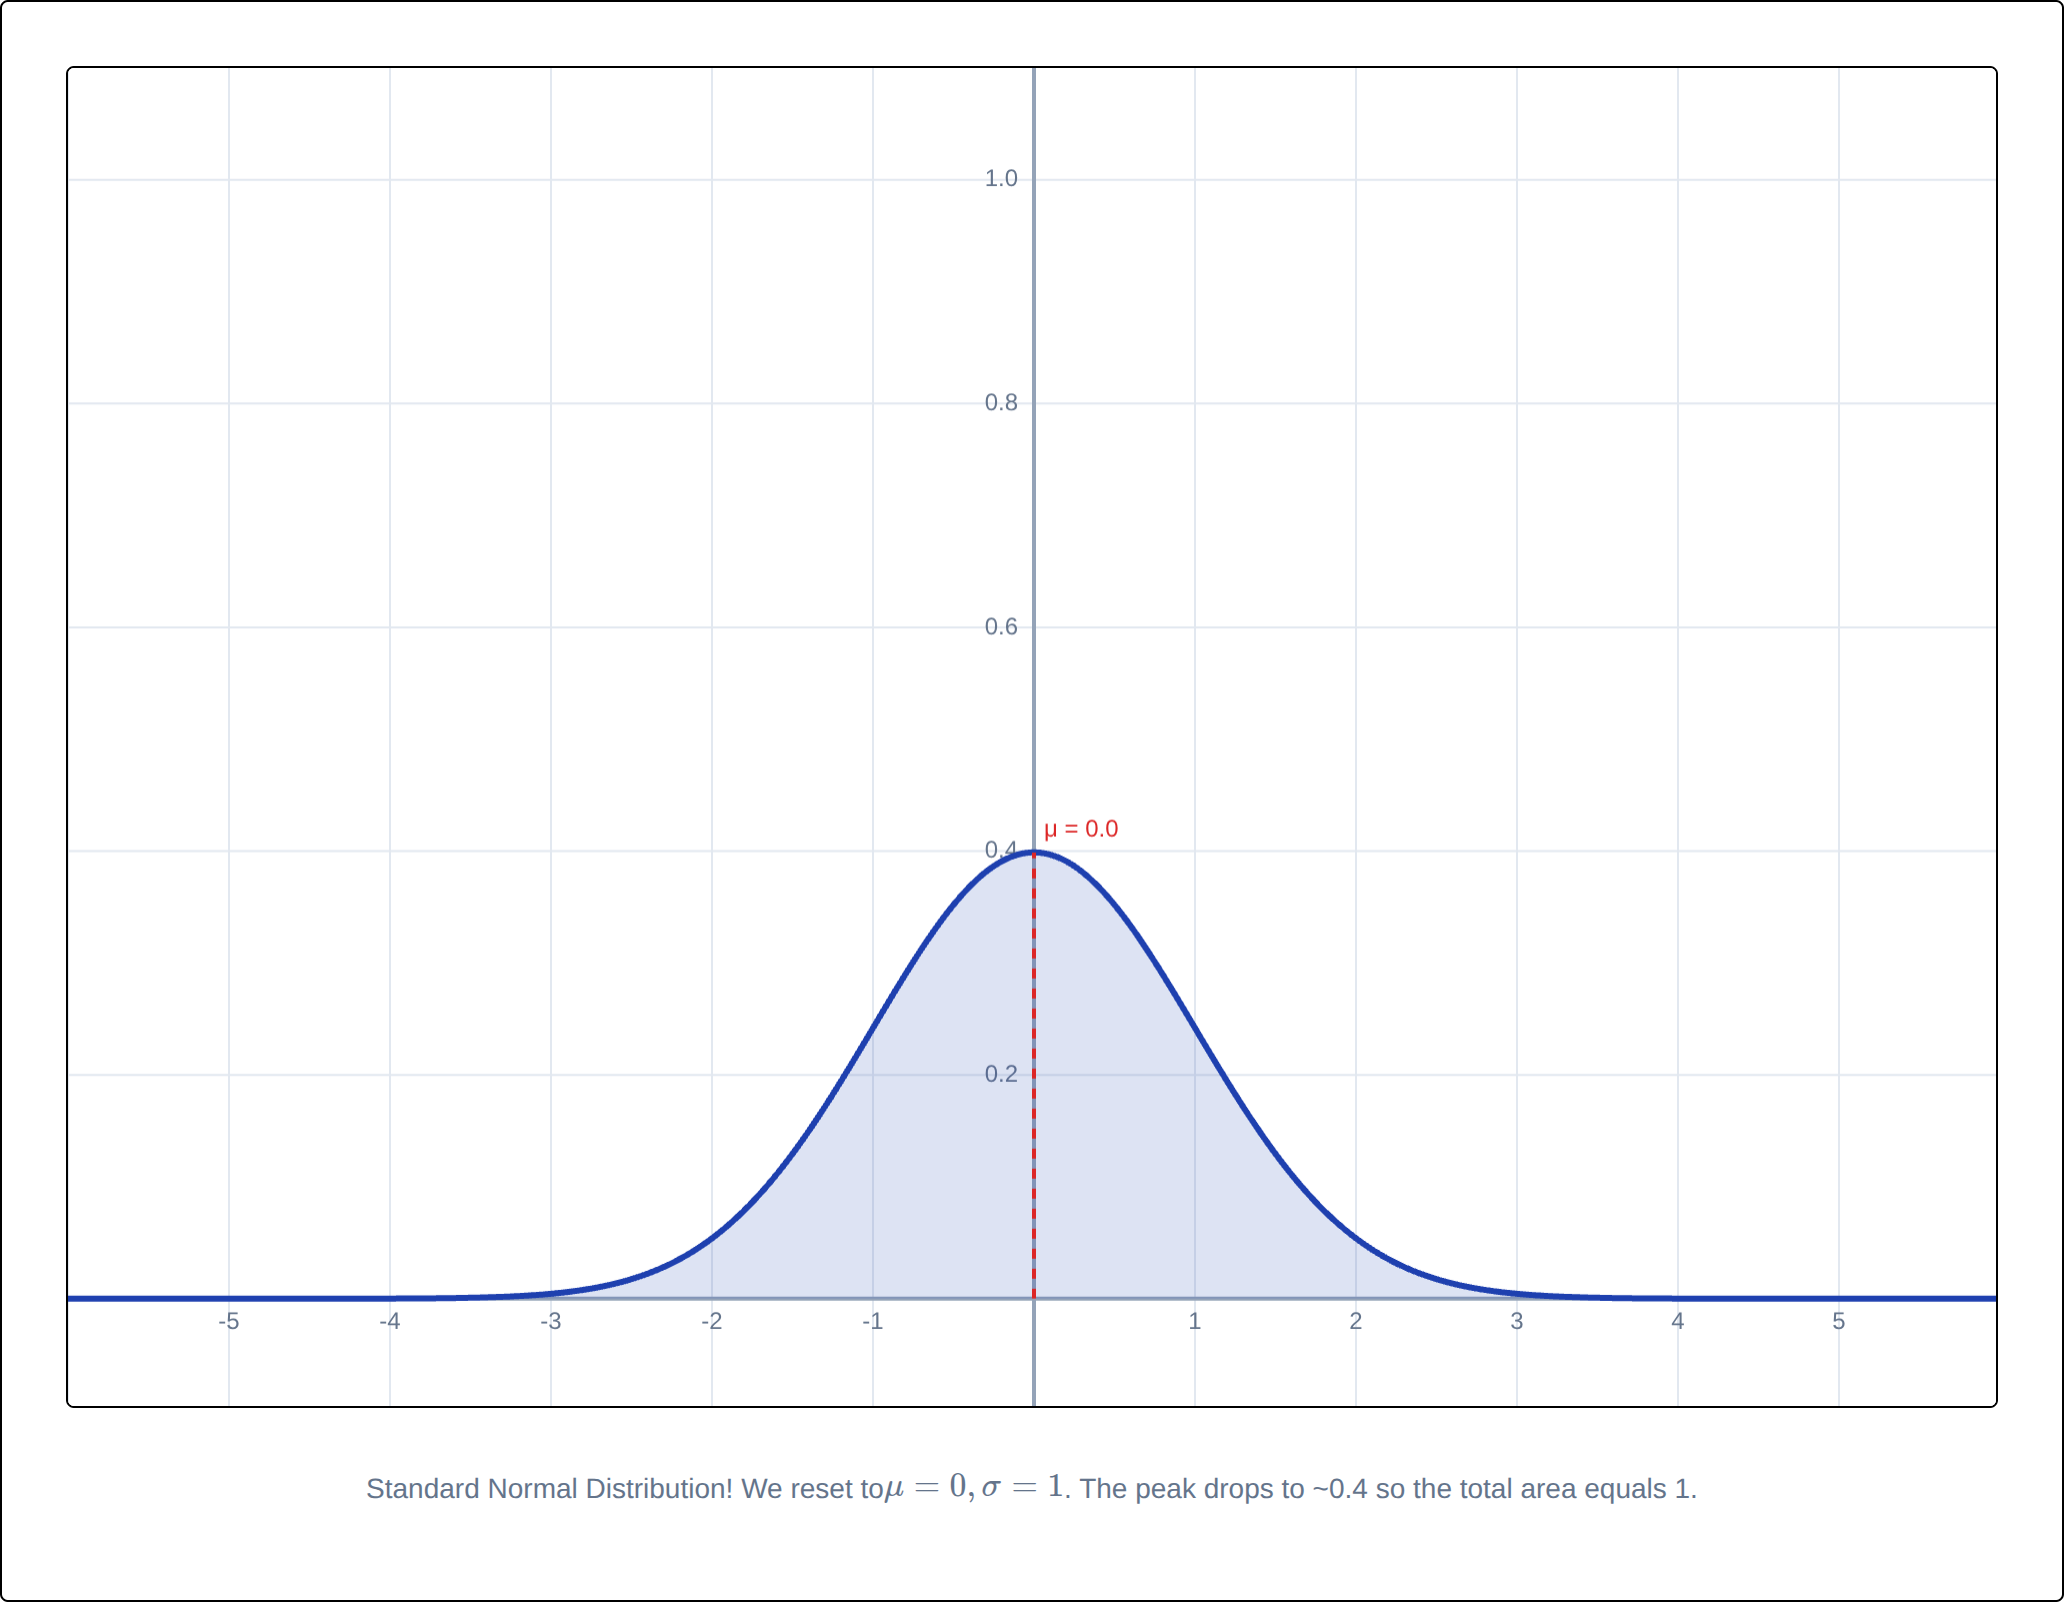 1.0
0.8
0.6
μ = 0.0
0.4
0.2
-5 -4 -3 -2 -1 1 2 3 4 5
Standard Normal Distribution! We reset to μ = 0, σ = 1. The peak drops to ~0.4 so the total area equals 1.